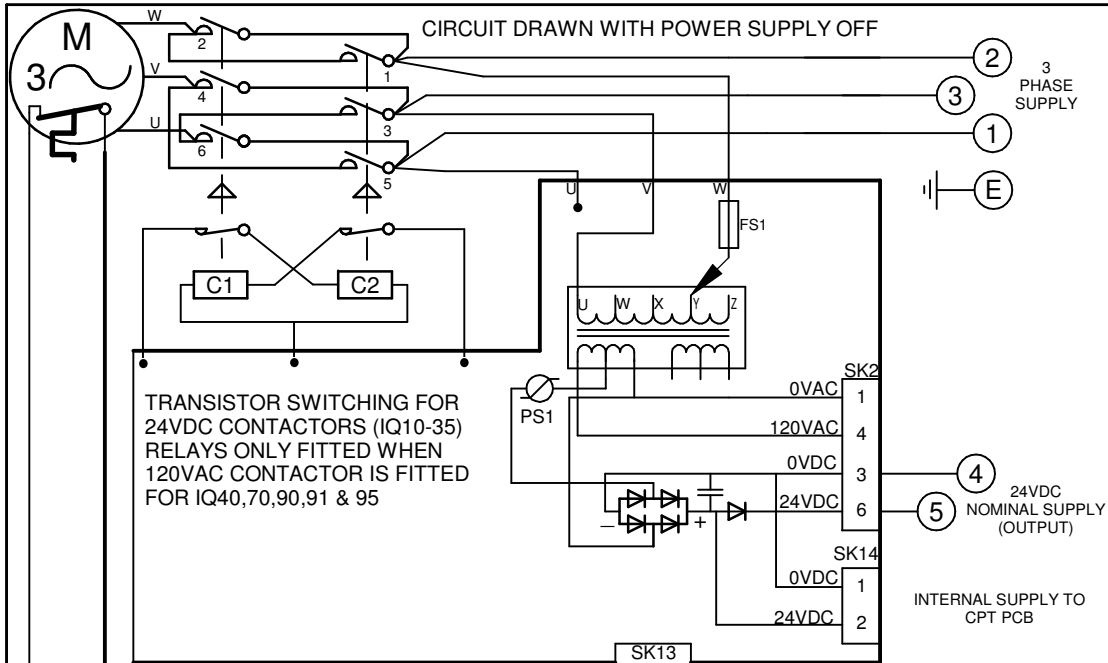 CIRCUIT DRAWN WITH POWER SUPPLY OFF
M
3
W
V
U
2
4
6
1
3
5
2
3
1
E
3
PHASE
SUPPLY
C1
C2
U
V
W
FS1
U
W
X
Y
Z
PS1
TRANSISTOR SWITCHING FOR
24VDC CONTACTORS (IQ10-35)
RELAYS ONLY FITTED WHEN
120VAC CONTACTOR IS FITTED
FOR IQ40,70,90,91 & 95
SK2
0VAC 1
120VAC 4
0VDC 3
24VDC 6
4
5
24VDC
NOMINAL SUPPLY
(OUTPUT)
–
+
SK14
0VDC 1
24VDC 2
INTERNAL SUPPLY TO
CPT PCB
SK13